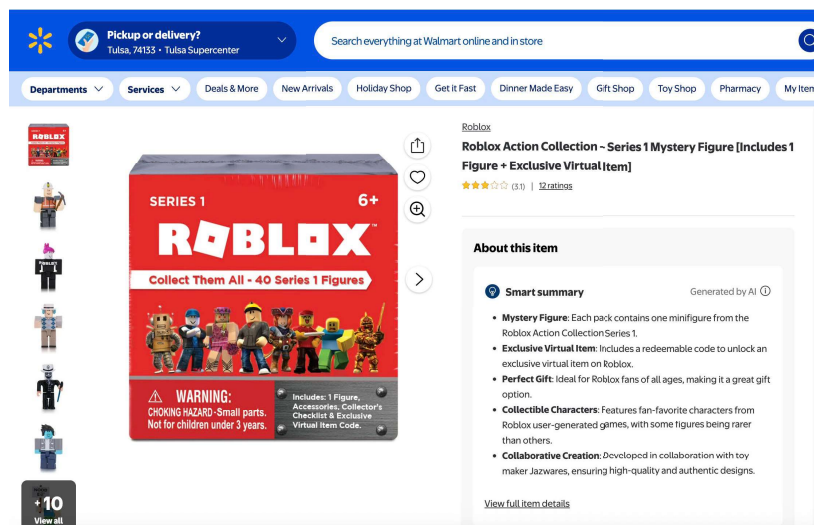 Pickup or delivery?
Tulsa, 74133 • Tulsa Supercenter
Search everything at Walmart online and in store
Departments
Services
Deals & More
New Arrivals
Holiday Shop
Get it Fast
Dinner Made Easy
Gift Shop
Toy Shop
Pharmacy
My Item
ROBLOX
SERIES 1
6+
ROBLOX™
Collect Them All - 40 Series 1 Figures
WARNING:
CHOKING HAZARD-Small parts.
Not for children under 3 years.
Includes: 1 Figure,
Accessories, Collector's
Checklist & Exclusive
Virtual Item Code.
+10
View all
Roblox
Roblox Action Collection ~ Series 1 Mystery Figure [Includes 1
Figure + Exclusive Virtual Item]
(3.1) | 12 ratings
About this item
Smart summary
Generated by AI
• Mystery Figure: Each pack contains one minifigure from the
Roblox Action Collection Series 1.
• Exclusive Virtual Item: Includes a redeemable code to unlock an
exclusive virtual item on Roblox.
• Perfect Gift: Ideal for Roblox fans of all ages, making it a great gift
option.
• Collectible Characters: Features fan-favorite characters from
Roblox user-generated games, with some figures being rarer
than others.
• Collaborative Creation: Developed in collaboration with toy
maker Jazwares, ensuring high-quality and authentic designs.
View full item details